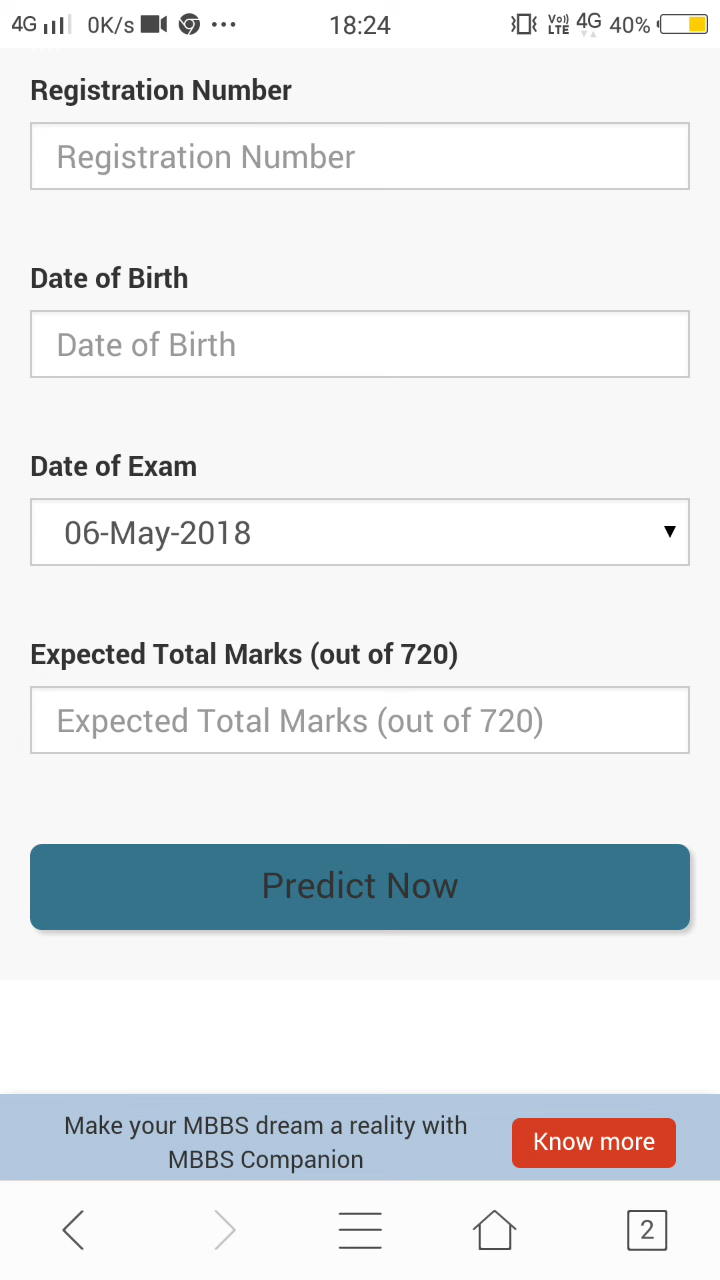 4G 0K/s ... 18:24 Vo)) LTE 4G 40%
Registration Number
Registration Number
Date of Birth
Date of Birth
Date of Exam
06-May-2018
Expected Total Marks (out of 720)
Expected Total Marks (out of 720)
Predict Now
Make your MBBS dream a reality with
MBBS Companion
Know more
2